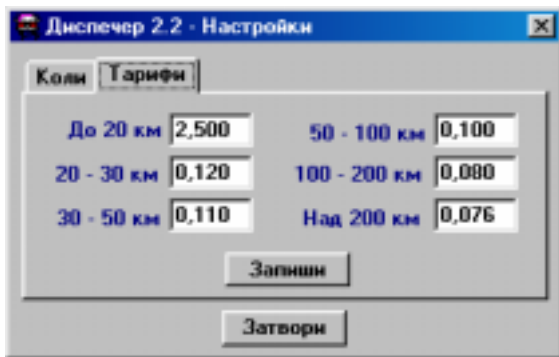 Диспечер 2.2 - Настройки
Коли Тарифи
До 20 км 2,500 50 - 100 км 0,100
20 - 30 км 0,120 100 - 200 км 0,080
30 - 50 км 0,110 Над 200 км 0,076
Запиши
Затвори